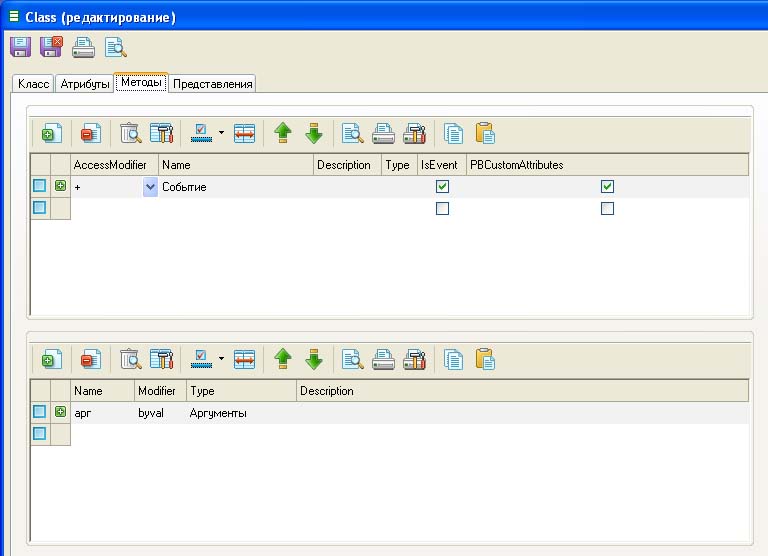 Class (редактирование)
Класс Атрибуты Методы Представления
AccessModifier Name Description Type IsEvent PBCustomAttributes
+ Событие
Name Modifier Type Description
арг byval Аргументы